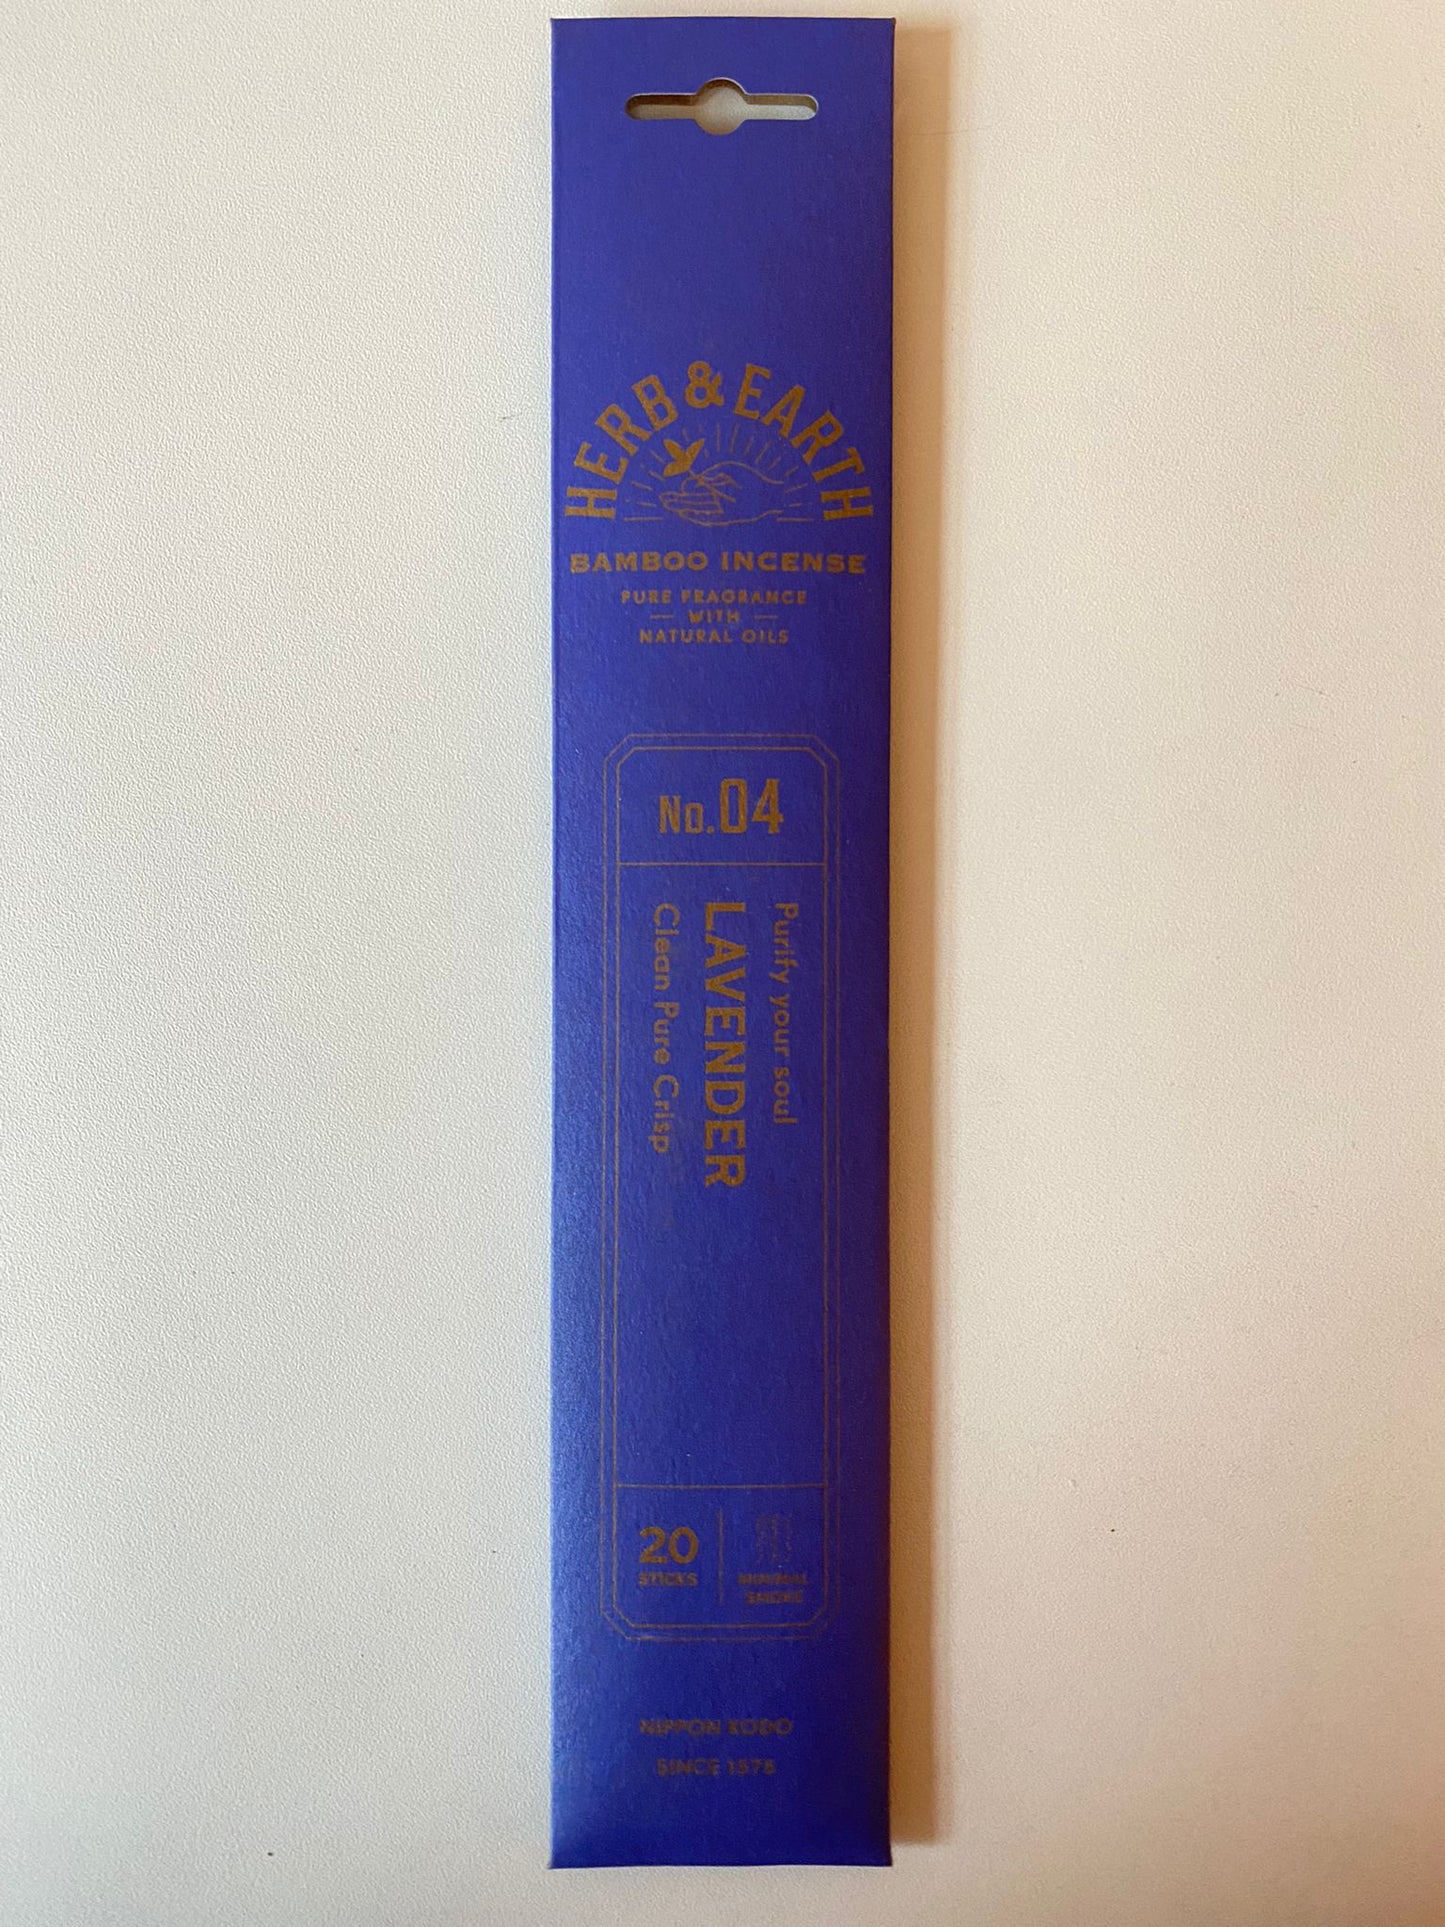 HERB & EARTH
BAMBOO INCENSE
PURE FRAGRANCE
WITH
NATURAL OILS
No.04
Purify your soul
LAVENDER
Clean Pure Crisp
20
STICKS
MINIMAL
SMOKE
NIPPON KODO
SINCE 1575